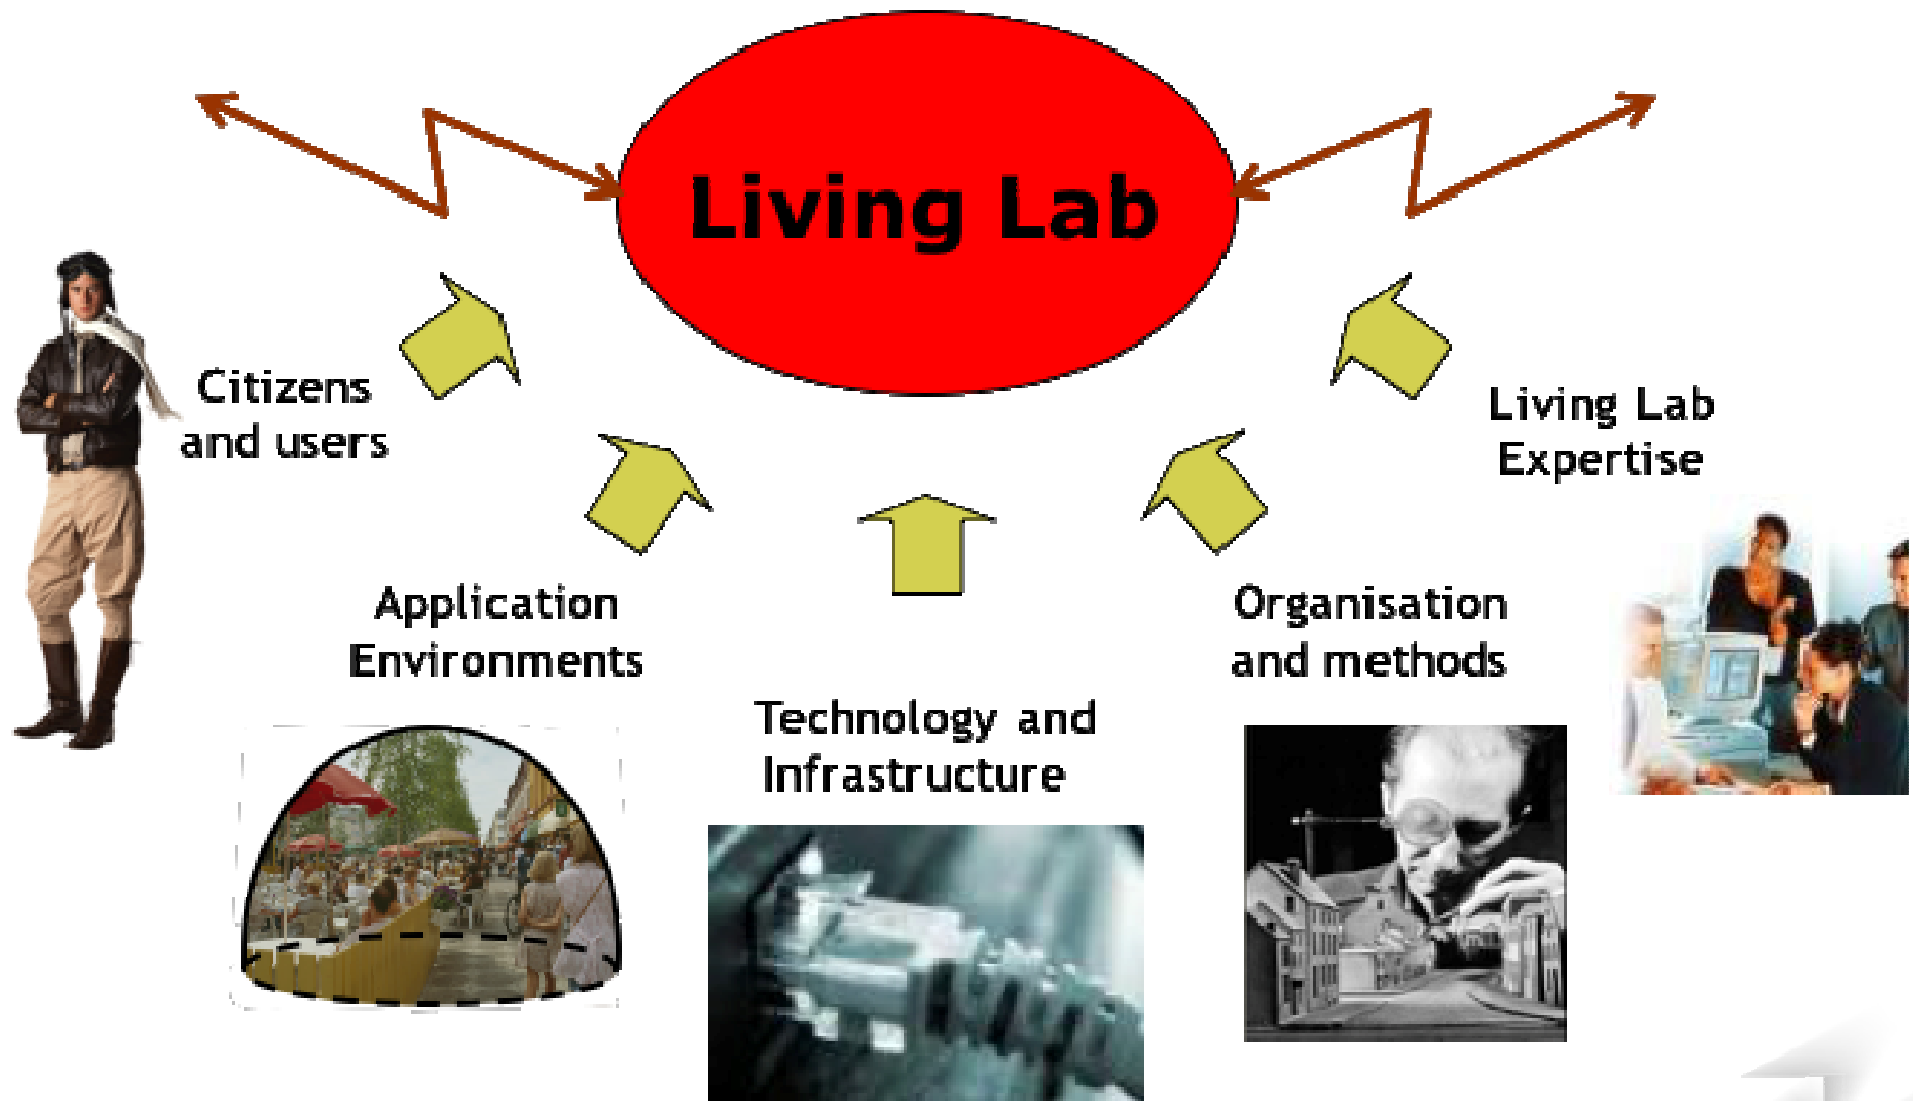 Living Lab
Citizens
and users
Living Lab
Expertise
Application
Environments
Organisation
and methods
Technology and
Infrastructure